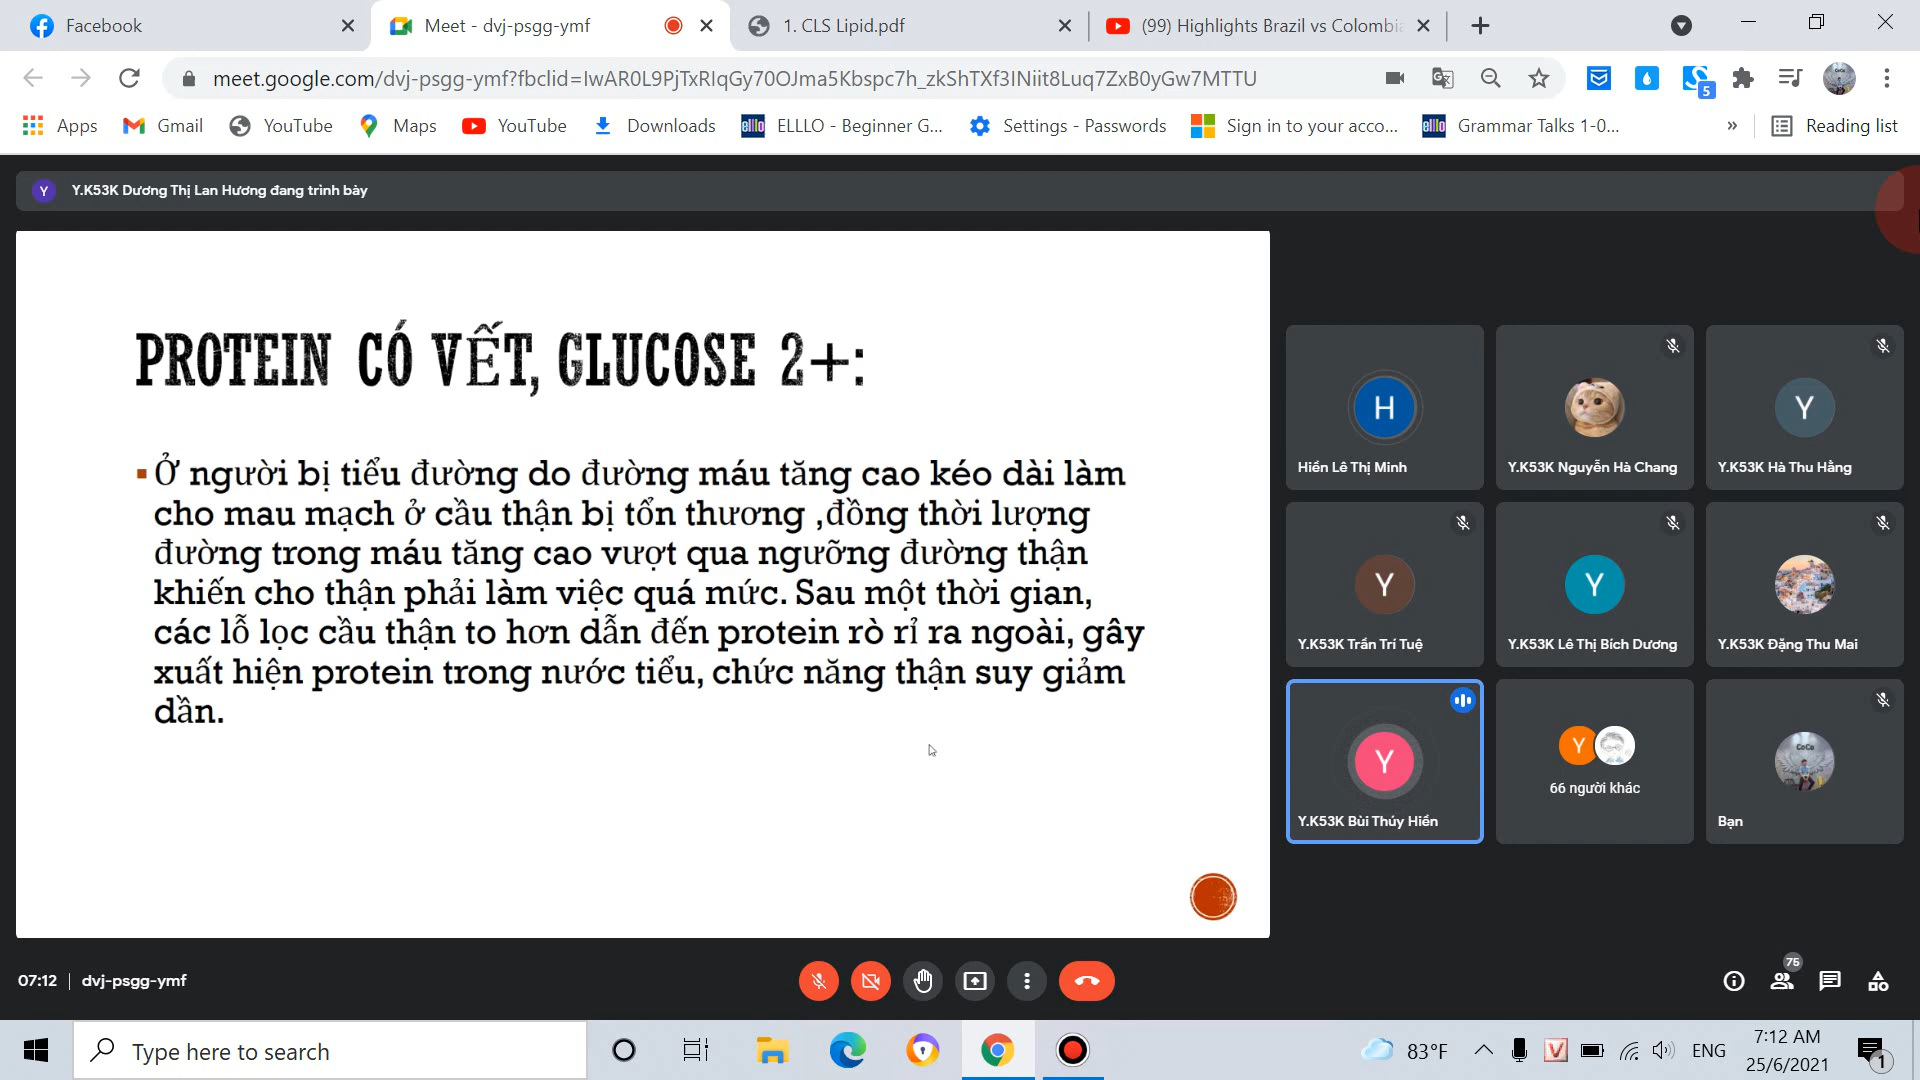 Facebook
Meet - dvj-psgg-ymf
1. CLS Lipid.pdf
(99) Highlights Brazil vs Colombia
meet.google.com/dvj-psgg-ymf?fbclid=IwAR0L9PjTxRIqGy70OJma5Kbspc7h_zkShTXf3INiit8Luq7ZxB0yGw7MTTU
5
Apps
Gmail
YouTube
Maps
YouTube
Downloads
elllo
ELLLO - Beginner G...
Settings - Passwords
Sign in to your acco...
elllo
Grammar Talks 1-0...
»
Reading list
Y
Y.K53K Dương Thị Lan Hương đang trình bày
PROTEIN CÓ VẾT, GLUCOSE 2+:
Ở người bị tiểu đường do đường máu tăng cao kéo dài làm
cho mau mạch ở cầu thận bị tổn thương ,đồng thời lượng
đường trong máu tăng cao vượt qua ngưỡng đường thận
khiến cho thận phải làm việc quá mức. Sau một thời gian,
các lỗ lọc cầu thận to hơn dẫn đến protein rò rỉ ra ngoài, gây
xuất hiện protein trong nước tiểu, chức năng thận suy giảm
dần.
H
Hiền Lê Thị Minh
Y.K53K Nguyễn Hà Chang
Y
Y.K53K Hà Thu Hằng
Y
Y.K53K Trần Trí Tuệ
Y
Y.K53K Lê Thị Bích Dương
Y.K53K Đặng Thu Mai
Y
Y.K53K Bùi Thúy Hiền
Y
66 người khác
CoCo
Bạn
07:12 | dvj-psgg-ymf
75
Type here to search
83°F
V
ENG
7:12 AM
25/6/2021
1